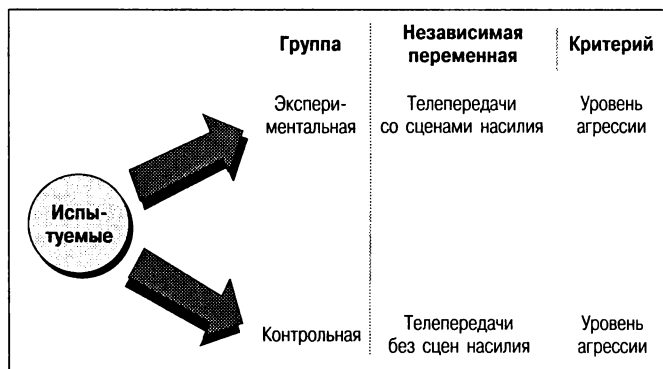 Группа
Независимая
переменная
Критерий
Экспери-
ментальная
Телепередачи
со сценами насилия
Уровень
агрессии
Испы-
туемые
Контрольная
Телепередачи
без сцен насилия
Уровень
агрессии